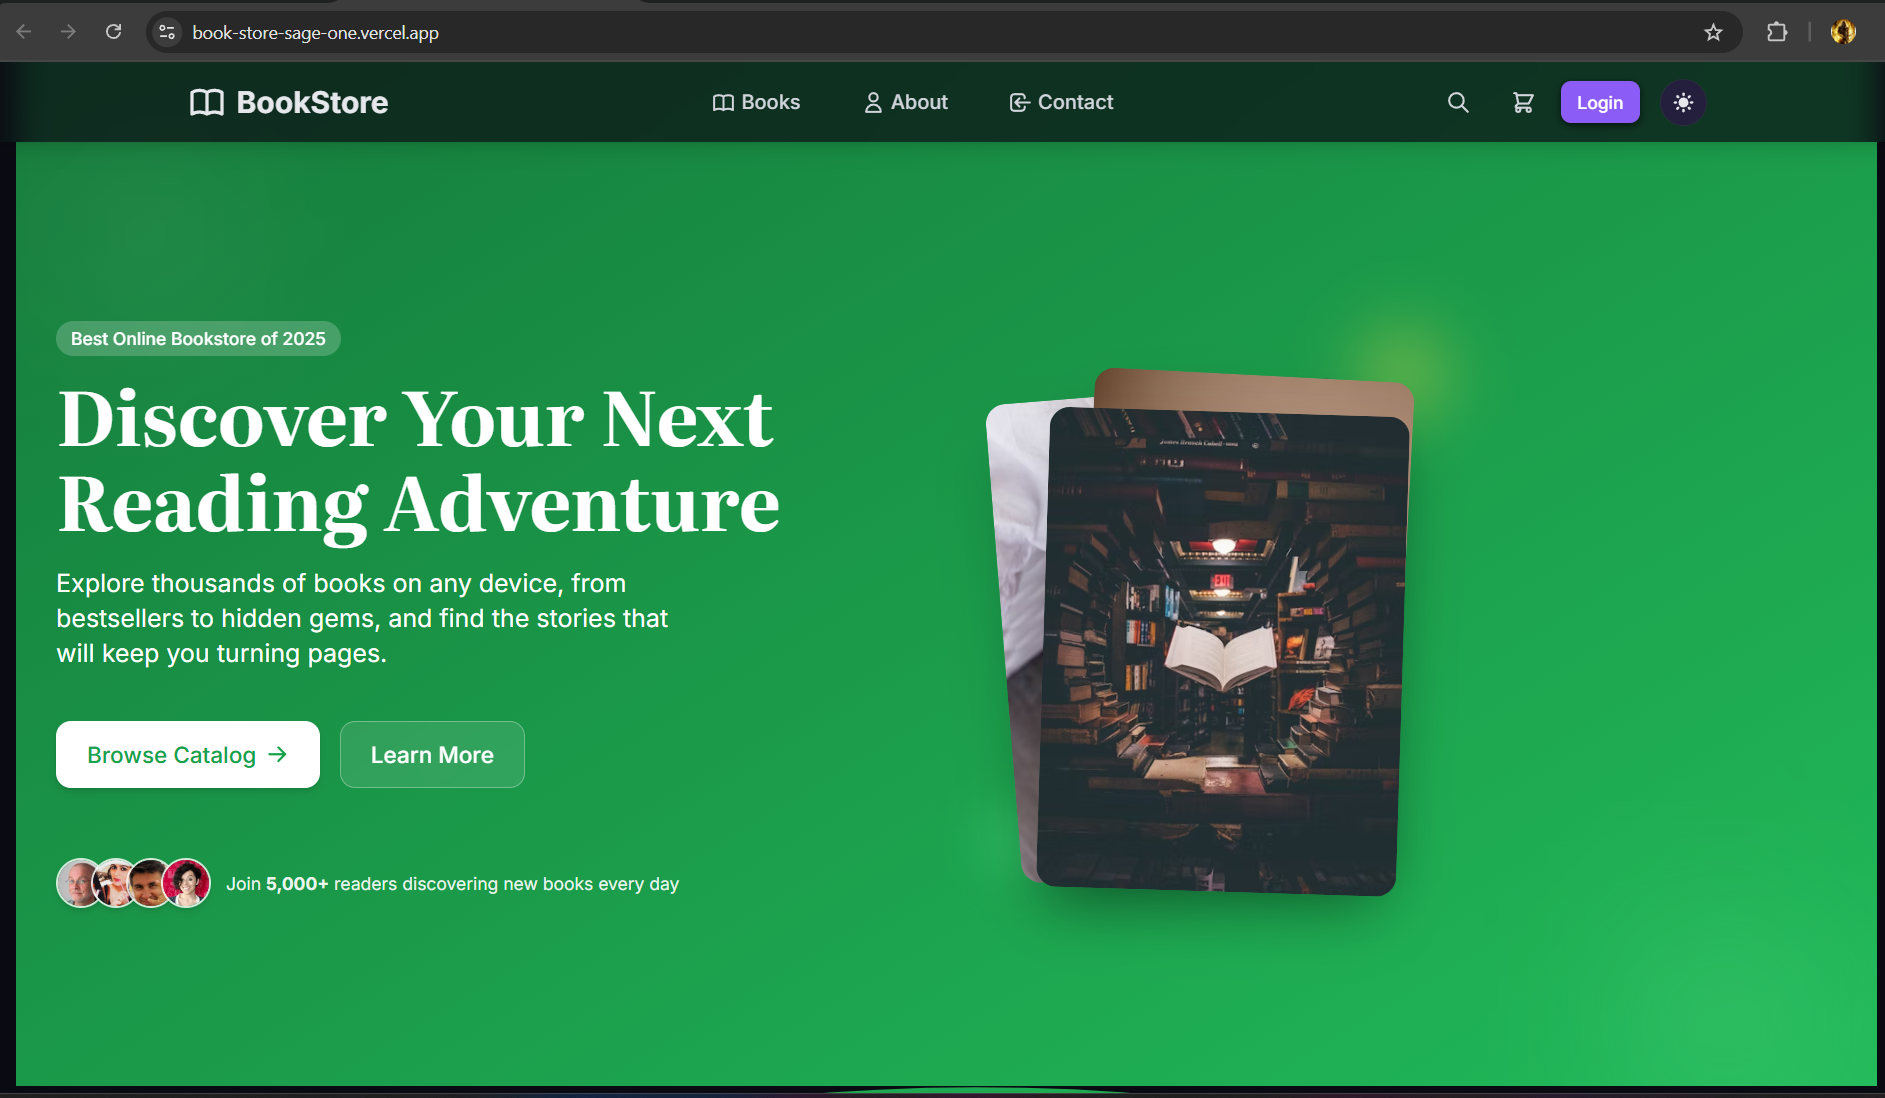 book-store-sage-one.vercel.app
BookStore
Books
About
Contact
Login
Best Online Bookstore of 2025
Discover Your Next
Reading Adventure
Explore thousands of books on any device, from
bestsellers to hidden gems, and find the stories that
will keep you turning pages.
Browse Catalog →
Learn More
Join 5,000+ readers discovering new books every day
EXIT